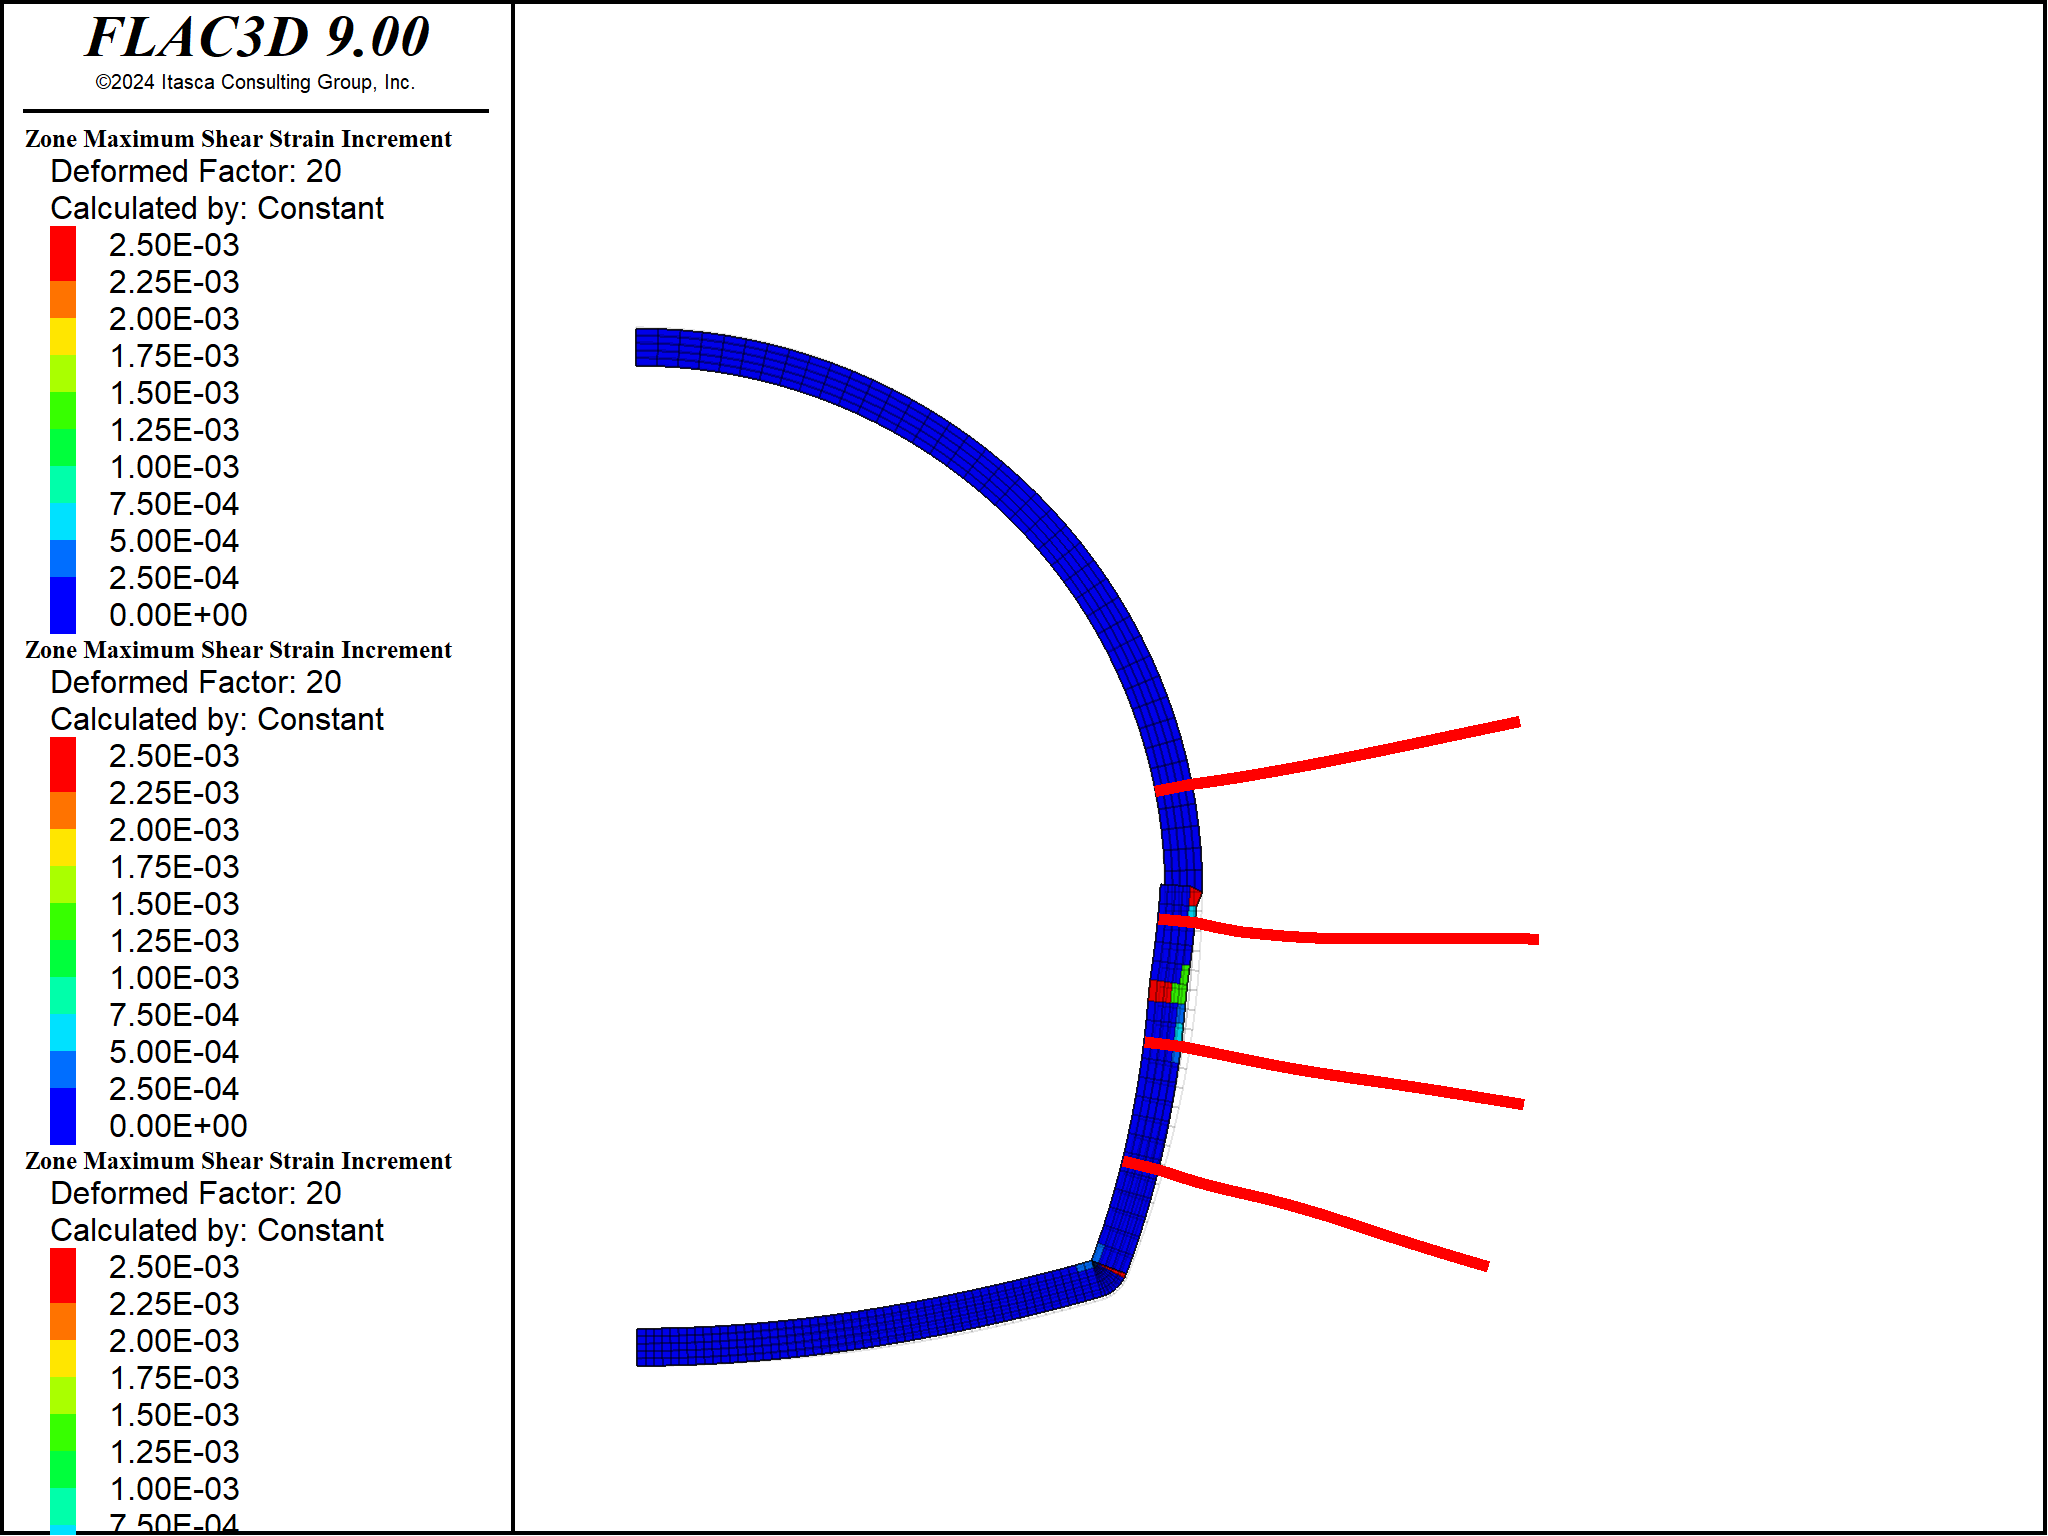 FLAC3D 9.00
©2024 Itasca Consulting Group, Inc.
Zone Maximum Shear Strain Increment
Deformed Factor: 20
Calculated by: Constant
2.50E-03
2.25E-03
2.00E-03
1.75E-03
1.50E-03
1.25E-03
1.00E-03
7.50E-04
5.00E-04
2.50E-04
0.00E+00
Zone Maximum Shear Strain Increment
Deformed Factor: 20
Calculated by: Constant
2.50E-03
2.25E-03
2.00E-03
1.75E-03
1.50E-03
1.25E-03
1.00E-03
7.50E-04
5.00E-04
2.50E-04
0.00E+00
Zone Maximum Shear Strain Increment
Deformed Factor: 20
Calculated by: Constant
2.50E-03
2.25E-03
2.00E-03
1.75E-03
1.50E-03
1.25E-03
1.00E-03
7.50E-04